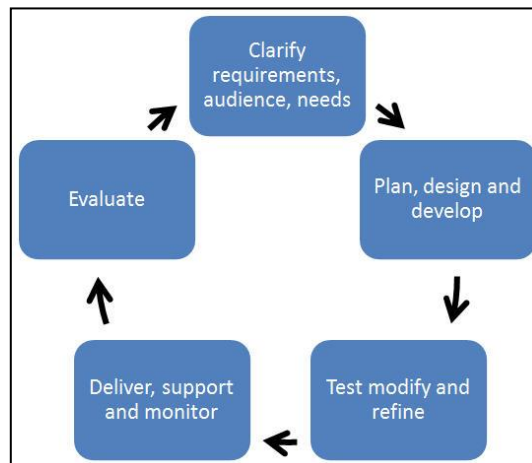 Clarify
requirements,
audience, needs
Plan, design and
develop
Test modify and
refine
Deliver, support
and monitor
Evaluate